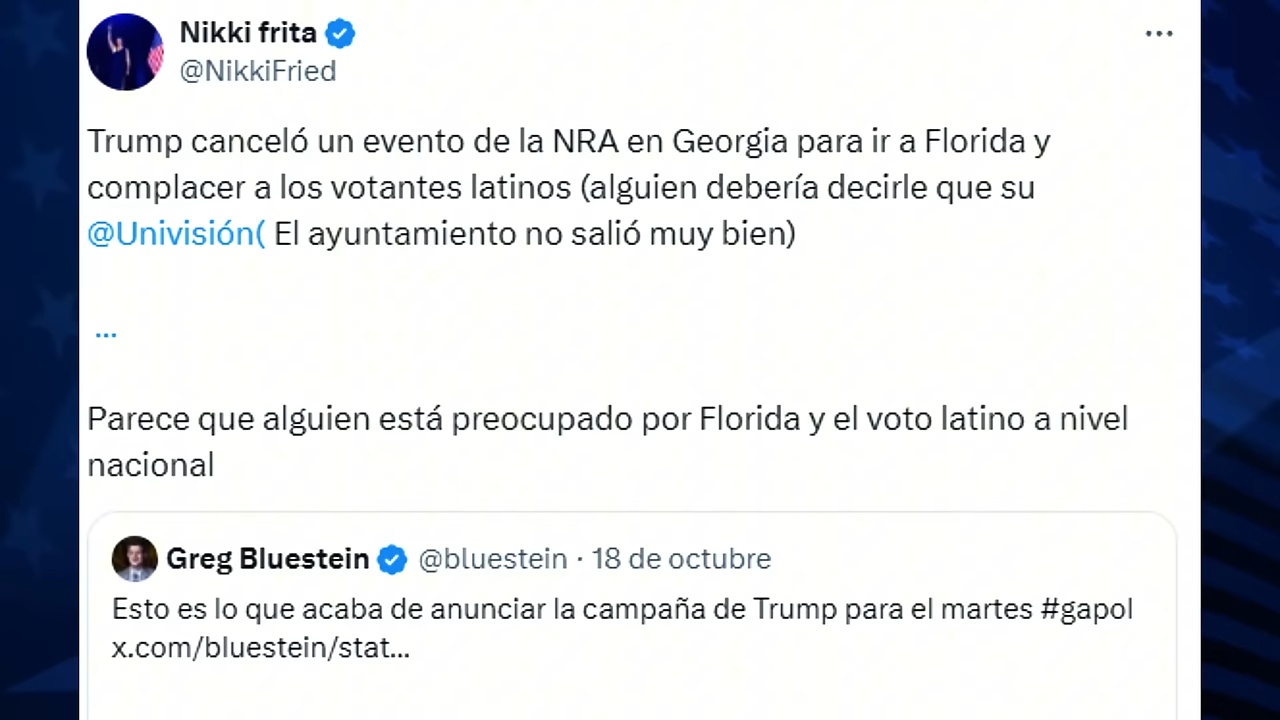 Nikki frita
@NikkiFried
Trump canceló un evento de la NRA en Georgia para ir a Florida y
complacer a los votantes latinos (alguien debería decirle que su
@Univisión( El ayuntamiento no salió muy bien)
...
Parece que alguien está preocupado por Florida y el voto latino a nivel
nacional
Greg Bluestein @bluestein · 18 de octubre
Esto es lo que acaba de anunciar la campaña de Trump para el martes #gapol
x.com/bluestein/stat...